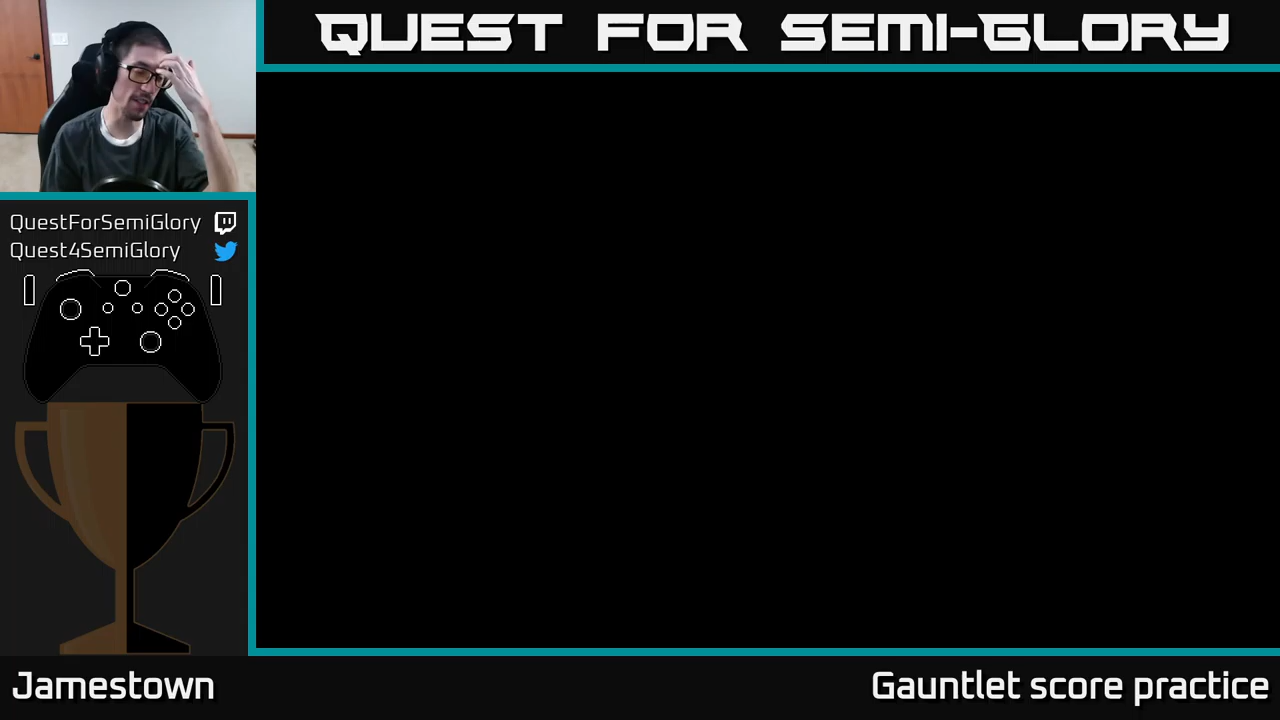 QUEST FOR SEMI-GLORY
QuestForSemiGlory
Quest4SemiGlory
Jamestown
Gauntlet score practice